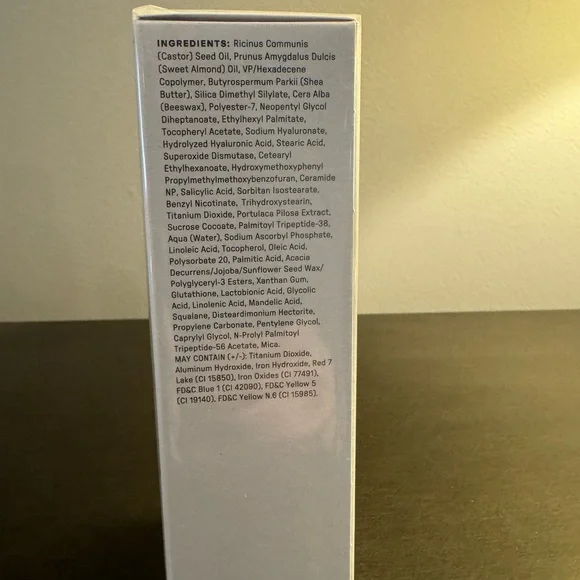 INGREDIENTS: Ricinus Communis
(Castor) Seed Oil, Prunus Amygdalus Dulcis
(Sweet Almond) Oil, VP/Hexadecene
Copolymer, Butyrospermum Parkii (Shea
Butter), Silica Dimethyl Silylate, Cera Alba
(Beeswax), Polyester-7, Neopentyl Glycol
Diheptanoate, Ethylhexyl Palmitate,
Tocopheryl Acetate, Sodium Hyaluronate,
Hydrolyzed Hyaluronic Acid, Stearic Acid,
Superoxide Dismutase, Cetearyl
Ethylhexanoate, Hydroxymethoxyphenyl
Propylmethylmethoxybenzofuran, Ceramide
NP, Salicylic Acid, Sorbitan Isostearate,
Benzyl Nicotinate, Trihydroxystearin,
Titanium Dioxide, Portulaca Pilosa Extract,
Sucrose Cocoate, Palmitoyl Tripeptide-38,
Aqua (Water), Sodium Ascorbyl Phosphate,
Linoleic Acid, Tocopherol, Oleic Acid,
Polysorbate 20, Palmitic Acid, Acacia
Decurrens/Jojoba/Sunflower Seed Wax/
Polyglyceryl-3 Esters, Xanthan Gum,
Glutathione, Lactobionic Acid, Glycolic
Acid, Linolenic Acid, Mandelic Acid,
Squalane, Disteardimonium Hectorite,
Propylene Carbonate, Pentylene Glycol,
Caprylyl Glycol, N-Prolyl Palmitoyl
Tripeptide-56 Acetate, Mica.
MAY CONTAIN (+/-): Titanium Dioxide,
Aluminum Hydroxide, Iron Hydroxide, Red 7
Lake (CI 15850), Iron Oxides (CI 77491),
FD&C Blue 1 (CI 42090), FD&C Yellow 5
(CI 19140), FD&C Yellow N.6 (CI 15985).